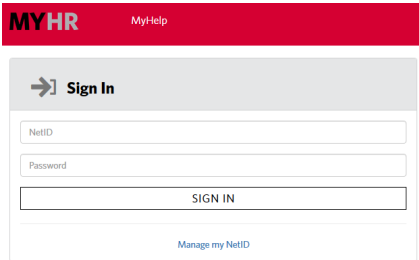 MYHR MyHelp
Sign In
NetID
Password
SIGN IN
Manage my NetID